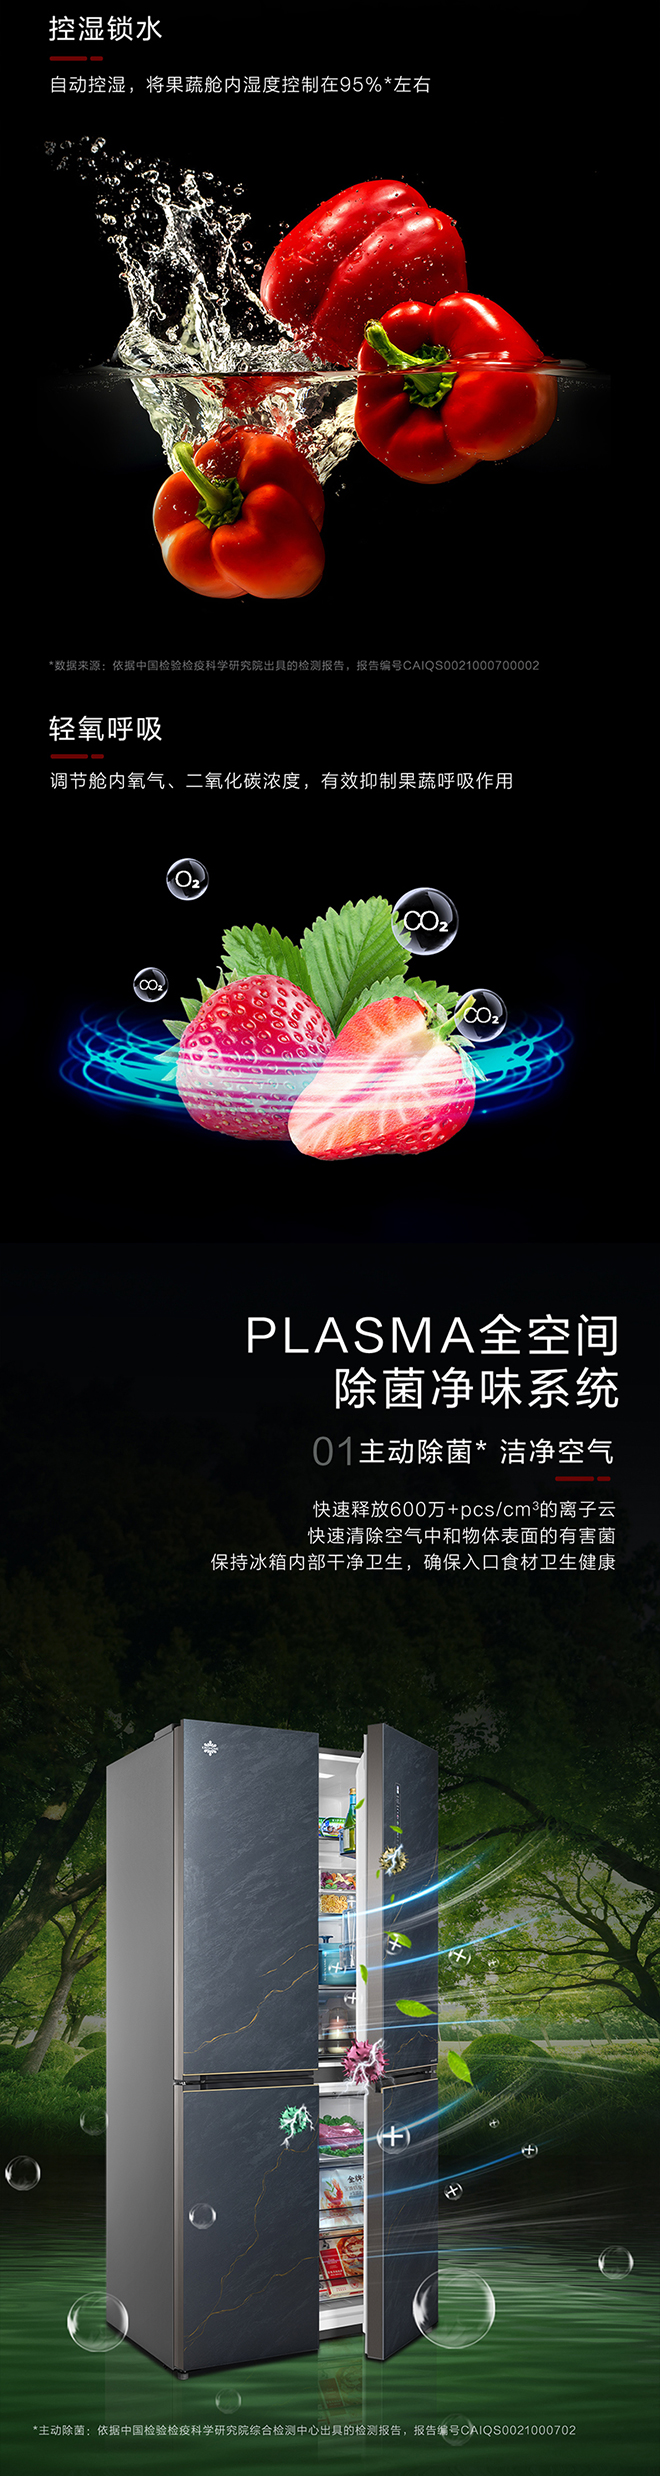 控湿锁水
自动控湿，将果蔬舱内湿度控制在95%*左右
*数据来源：依据中国检验检疫科学研究院出具的检测报告，报告编号CAIQS0021000700002
轻氧呼吸
调节舱内氧气、二氧化碳浓度，有效抑制果蔬呼吸作用
O₂
CO₂
CO₂
CO₂
PLASMA全空间
除菌净味系统
01主动除菌* 洁净空气
快速释放600万+pcs/cm³的离子云
快速清除空气中和物体表面的有害菌
保持冰箱内部干净卫生，确保入口食材卫生健康
金牌
*主动除菌：依据中国检验检疫科学研究院综合检测中心出具的检测报告，报告编号CAIQS0021000702